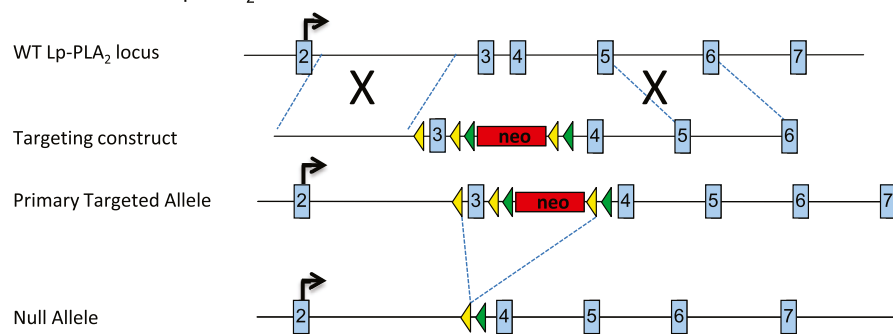 WT Lp-PLA₂ locus 2 3 4 5 6 7
X X
Targeting construct 3 neo 4 5 6
Primary Targeted Allele 2 3 neo 4 5 6 7
Null Allele 2 4 5 6 7